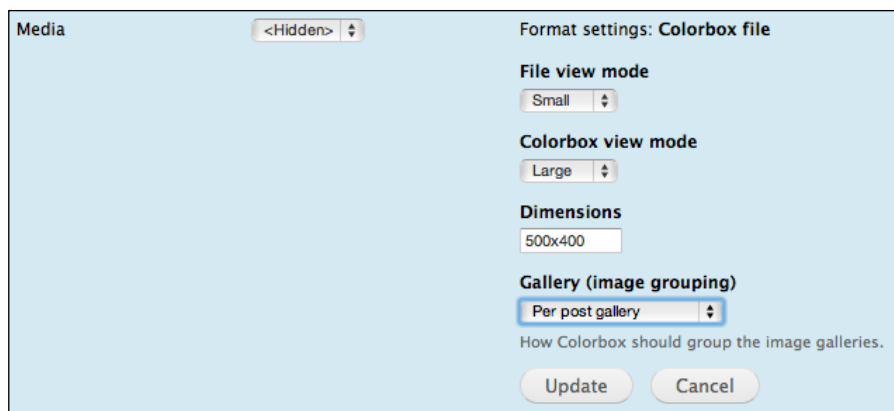 Media
<Hidden>
Format settings: Colorbox file
File view mode
Small
Colorbox view mode
Large
Dimensions
500x400
Gallery (image grouping)
Per post gallery
How Colorbox should group the image galleries.
Update Cancel